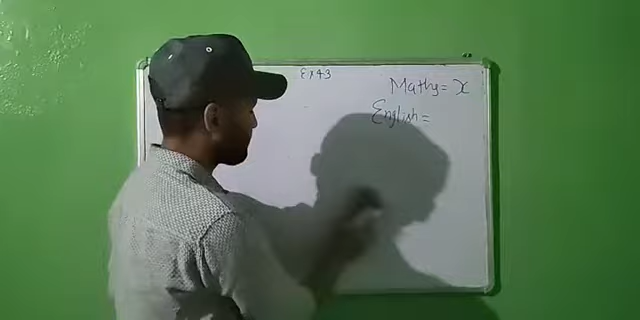 Ex 4.3
Maths = x
English =